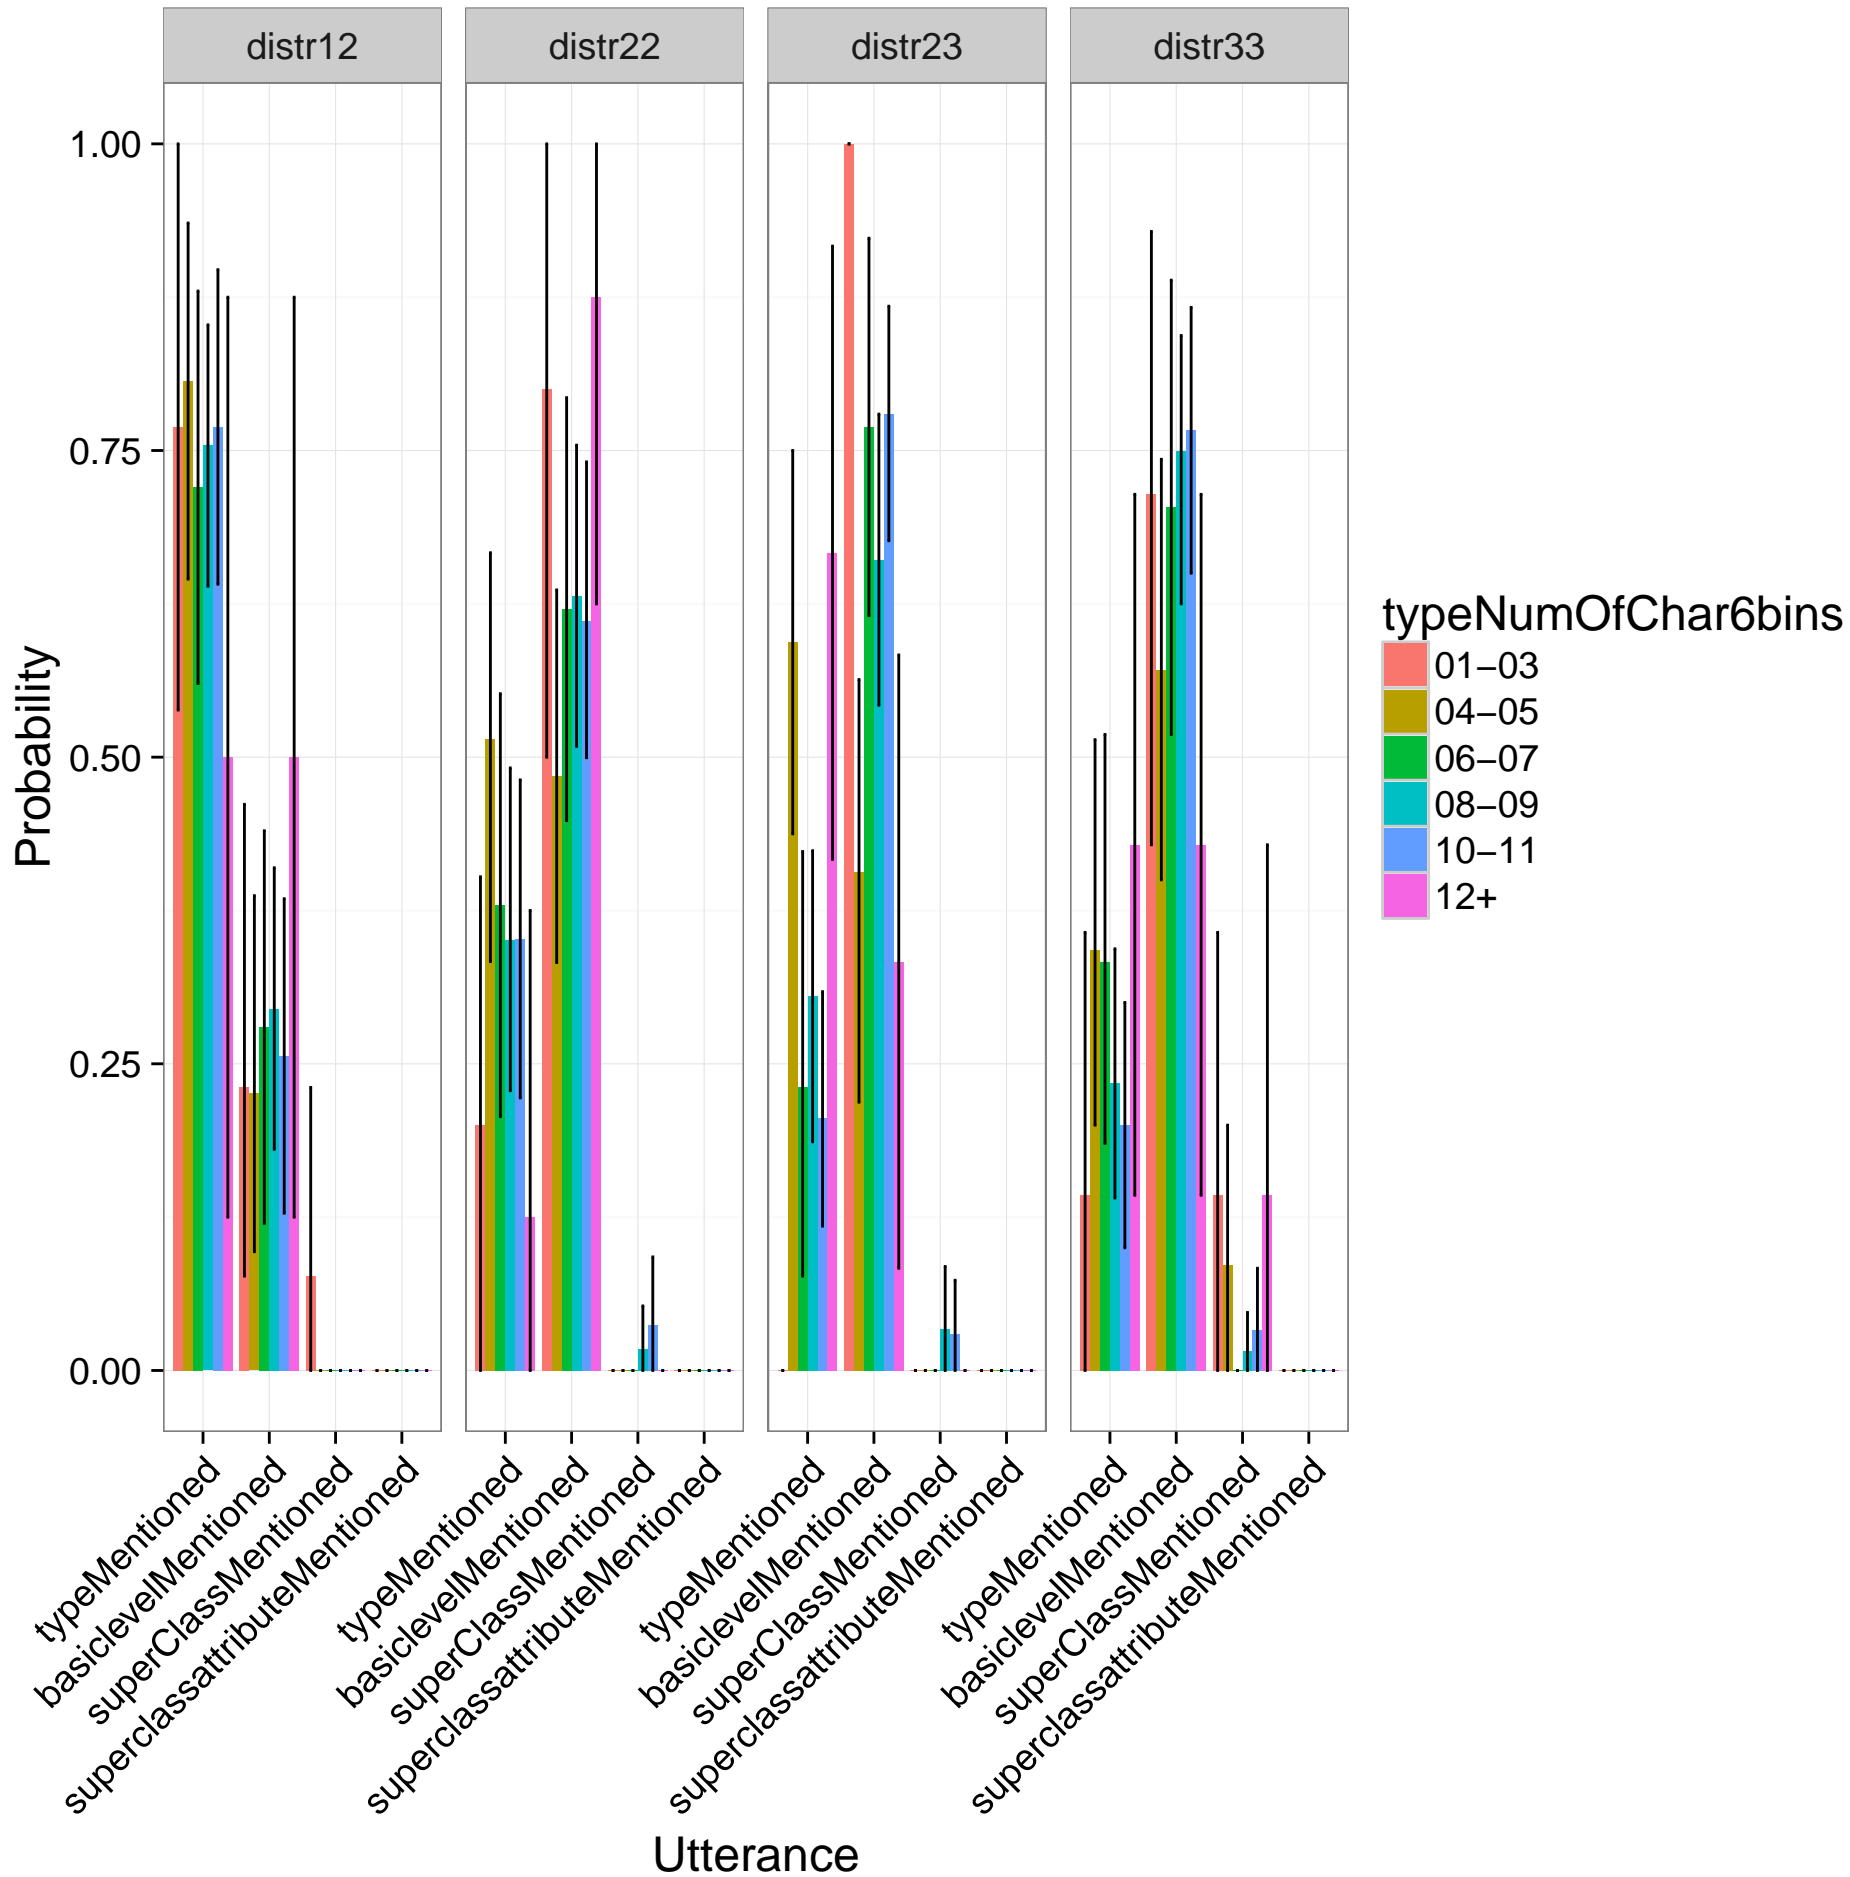 distr12
distr22
distr23
distr33
1.00
0.75
0.50
0.25
0.00
Probability
typeMentioned
basiclevelMentioned
superClassMentioned
superclassattributeMentioned
typeMentioned
basiclevelMentioned
superClassMentioned
superclassattributeMentioned
typeMentioned
basiclevelMentioned
superClassMentioned
superclassattributeMentioned
typeMentioned
basiclevelMentioned
superClassMentioned
superclassattributeMentioned
Utterance
typeNumOfChar6bins
01−03
04−05
06−07
08−09
10−11
12+